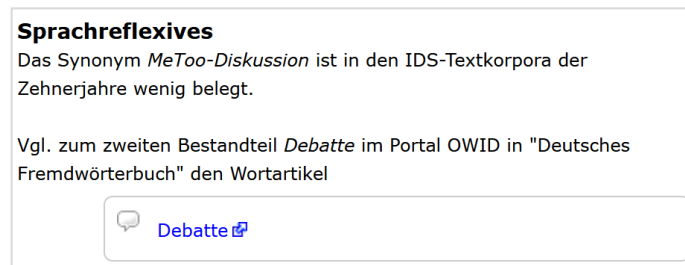 Sprachreflexives
Das Synonym MeToo-Diskussion ist in den IDS-Textkorpora der
Zehnerjahre wenig belegt.
Vgl. zum zweiten Bestandteil Debatte im Portal OWID in "Deutsches
Fremdwörterbuch" den Wortartikel
Debatte